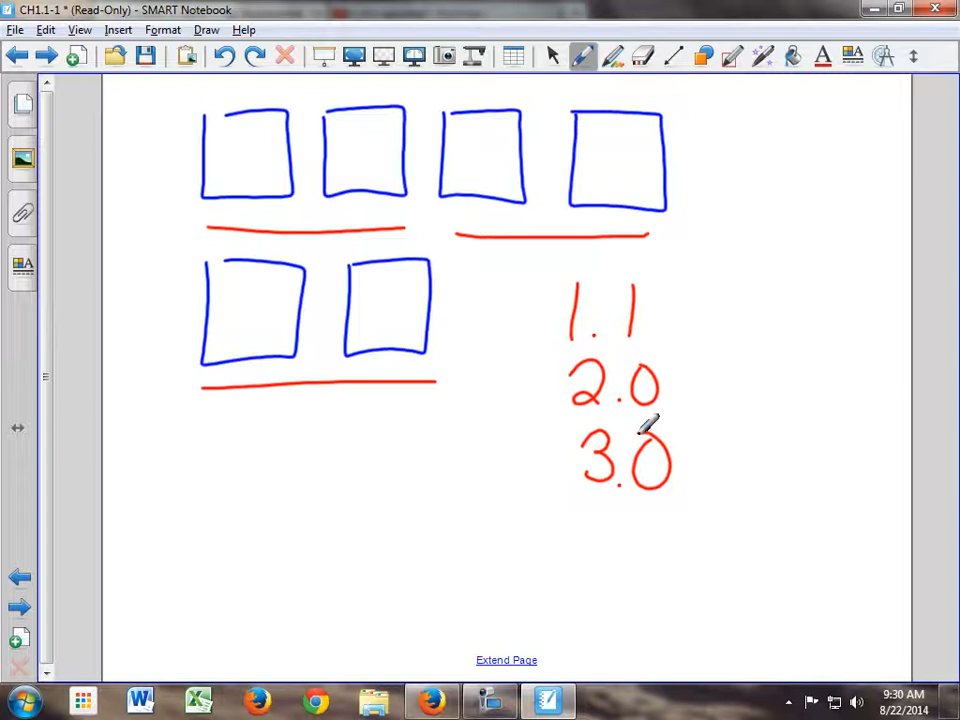 CH1.1-1 * (Read-Only) - SMART Notebook
File Edit View Insert Format Draw Help
1.1
2.0
3.0
Extend Page
9:30 AM
8/22/2014